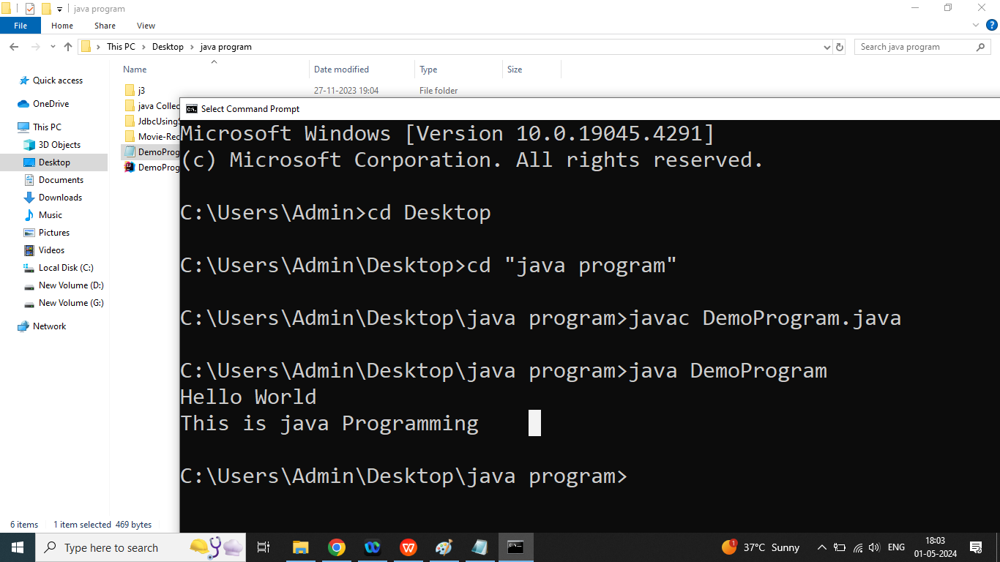 java program
File Home Share View
This PC > Desktop > java program
Search java program
Name Date modified Type Size
Quick access
OneDrive
This PC
3D Objects
Desktop
Documents
Downloads
Music
Pictures
Videos
Local Disk (C:)
New Volume (D:)
New Volume (G:)
Network
j3 27-11-2023 19:04 File folder
java Collec
JdbcUsing
Movie-Rec
DemoProg
DemoProg
Select Command Prompt
Microsoft Windows [Version 10.0.19045.4291]
(c) Microsoft Corporation. All rights reserved.
C:\Users\Admin>cd Desktop
C:\Users\Admin\Desktop>cd "java program"
C:\Users\Admin\Desktop\java program>javac DemoProgram.java
C:\Users\Admin\Desktop\java program>java DemoProgram
Hello World
This is java Programming
C:\Users\Admin\Desktop\java program>
6 items 1 item selected 469 bytes
Type here to search
1
37°C Sunny
ENG
18:03
01-05-2024